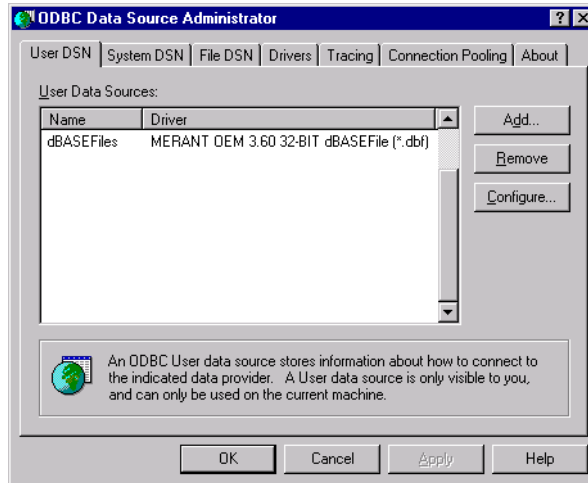 ODBC Data Source Administrator
User DSN System DSN File DSN Drivers Tracing Connection Pooling About
User Data Sources:
Name Driver Add...
dBASEFiles MERANT OEM 3.60 32-BIT dBASEFile (*.dbf)
Remove
Configure...
An ODBC User data source stores information about how to connect to
the indicated data provider. A User data source is only visible to you,
and can only be used on the current machine.
OK Cancel Apply Help